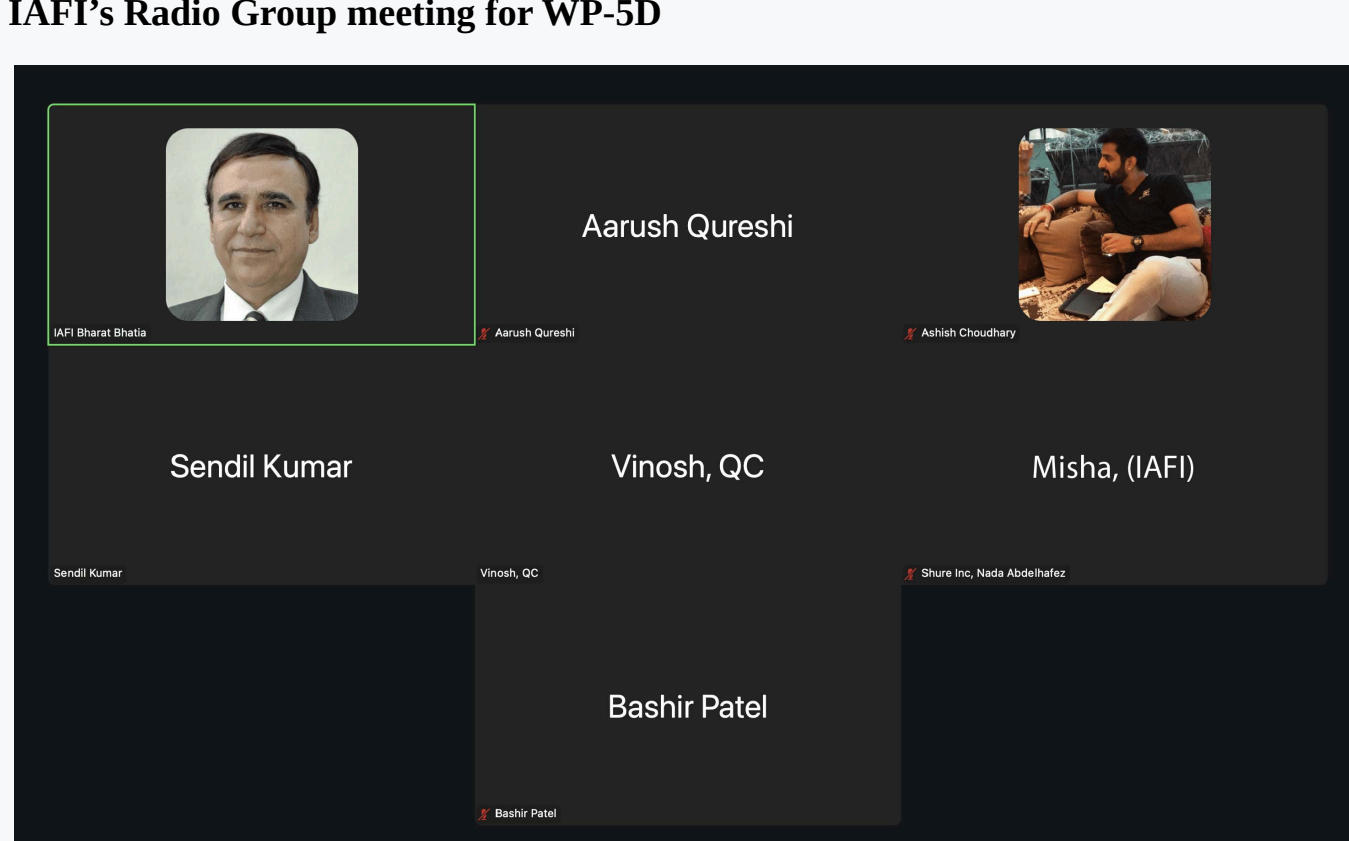 IAFI's Radio Group meeting for WP-5D
IAFI Bharat Bhatia
Aarush Qureshi
Aarush Qureshi
Ashish Choudhary
Sendil Kumar
Sendil Kumar
Vinosh, QC
Vinosh, QC
Misha, (IAFI)
Shure Inc, Nada Abdelhafez
Bashir Patel
Bashir Patel